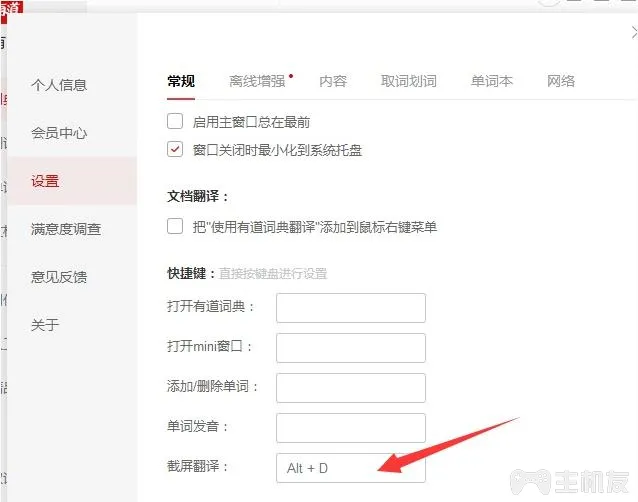 有道
个人信息
会员中心
设置
满意度调查
意见反馈
关于
常规 离线增强 内容 取词划词 单词本 网络
启用主窗口总在最前
窗口关闭时最小化到系统托盘
文档翻译：
把"使用有道词典翻译"添加到鼠标右键菜单
快捷键：直接按键盘进行设置
打开有道词典：
打开mini窗口：
添加/删除单词：
单词发音：
截屏翻译： Alt + D
主机友